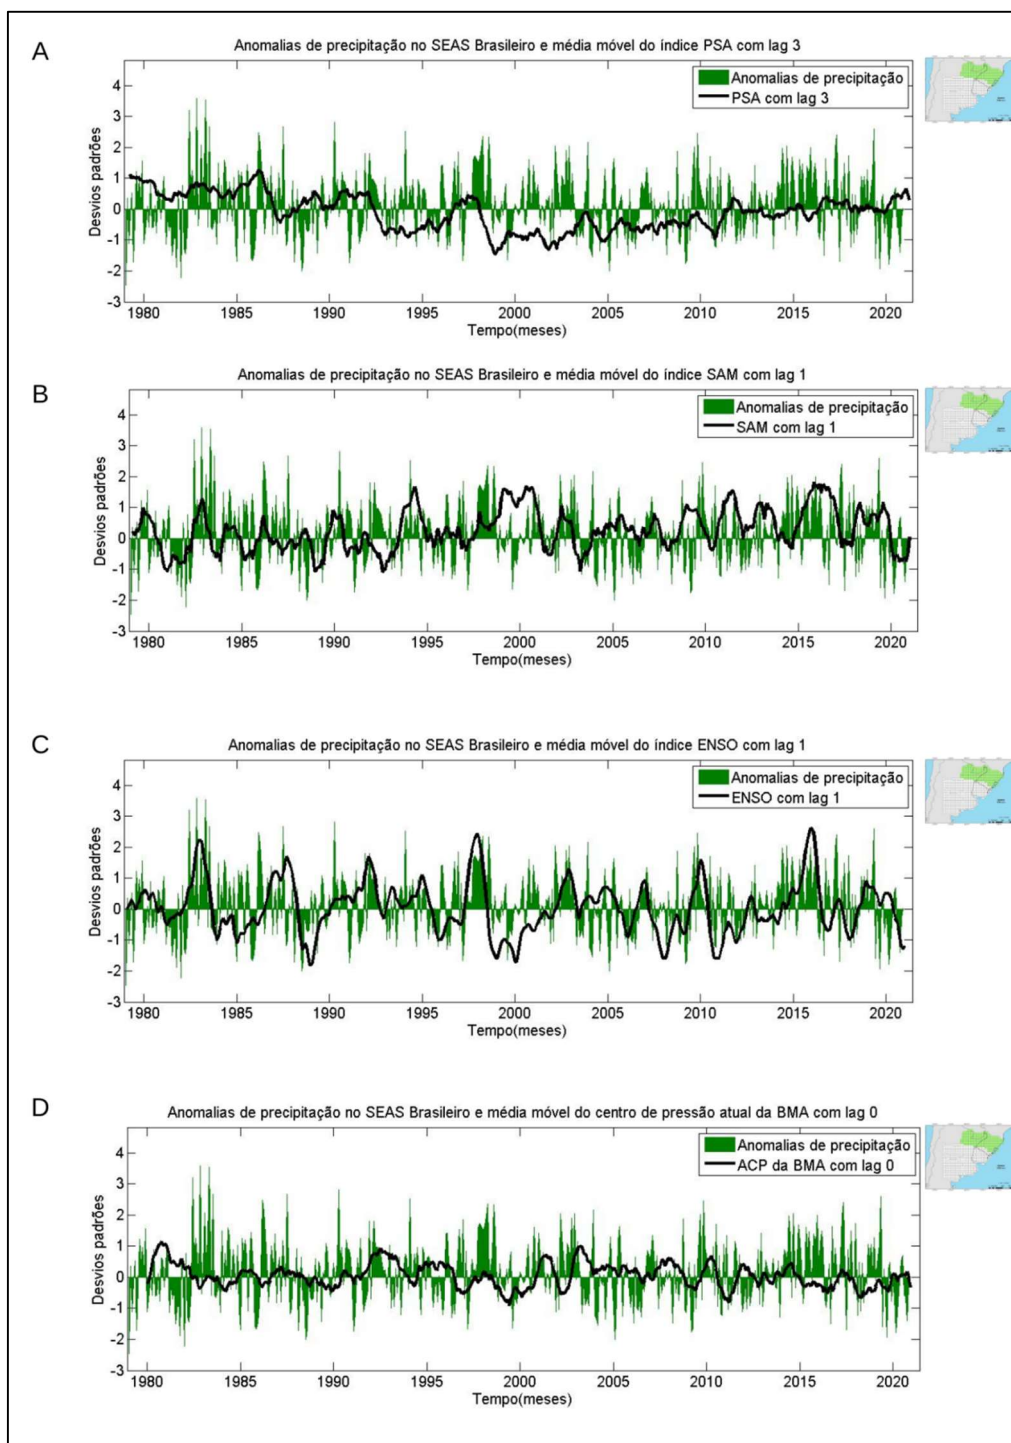 A
Anomalias de precipitação no SEAS Brasileiro e média móvel do índice PSA com lag 3
Anomalias de precipitação
PSA com lag 3
Desvios padrões
4
3
2
1
0
-1
-2
-3
1980 1985 1990 1995 2000 2005 2010 2015 2020
Tempo(meses)
B
Anomalias de precipitação no SEAS Brasileiro e média móvel do índice SAM com lag 1
Anomalias de precipitação
SAM com lag 1
Desvios padrões
4
3
2
1
0
-1
-2
-3
1980 1985 1990 1995 2000 2005 2010 2015 2020
Tempo(meses)
C
Anomalias de precipitação no SEAS Brasileiro e média móvel do índice ENSO com lag 1
Anomalias de precipitação
ENSO com lag 1
Desvios padrões
4
3
2
1
0
-1
-2
-3
1980 1985 1990 1995 2000 2005 2010 2015 2020
Tempo(meses)
D
Anomalias de precipitação no SEAS Brasileiro e média móvel do centro de pressão atual da BMA com lag 0
Anomalias de precipitação
ACP da BMA com lag 0
Desvios padrões
4
3
2
1
0
-1
-2
-3
1980 1985 1990 1995 2000 2005 2010 2015 2020
Tempo(meses)